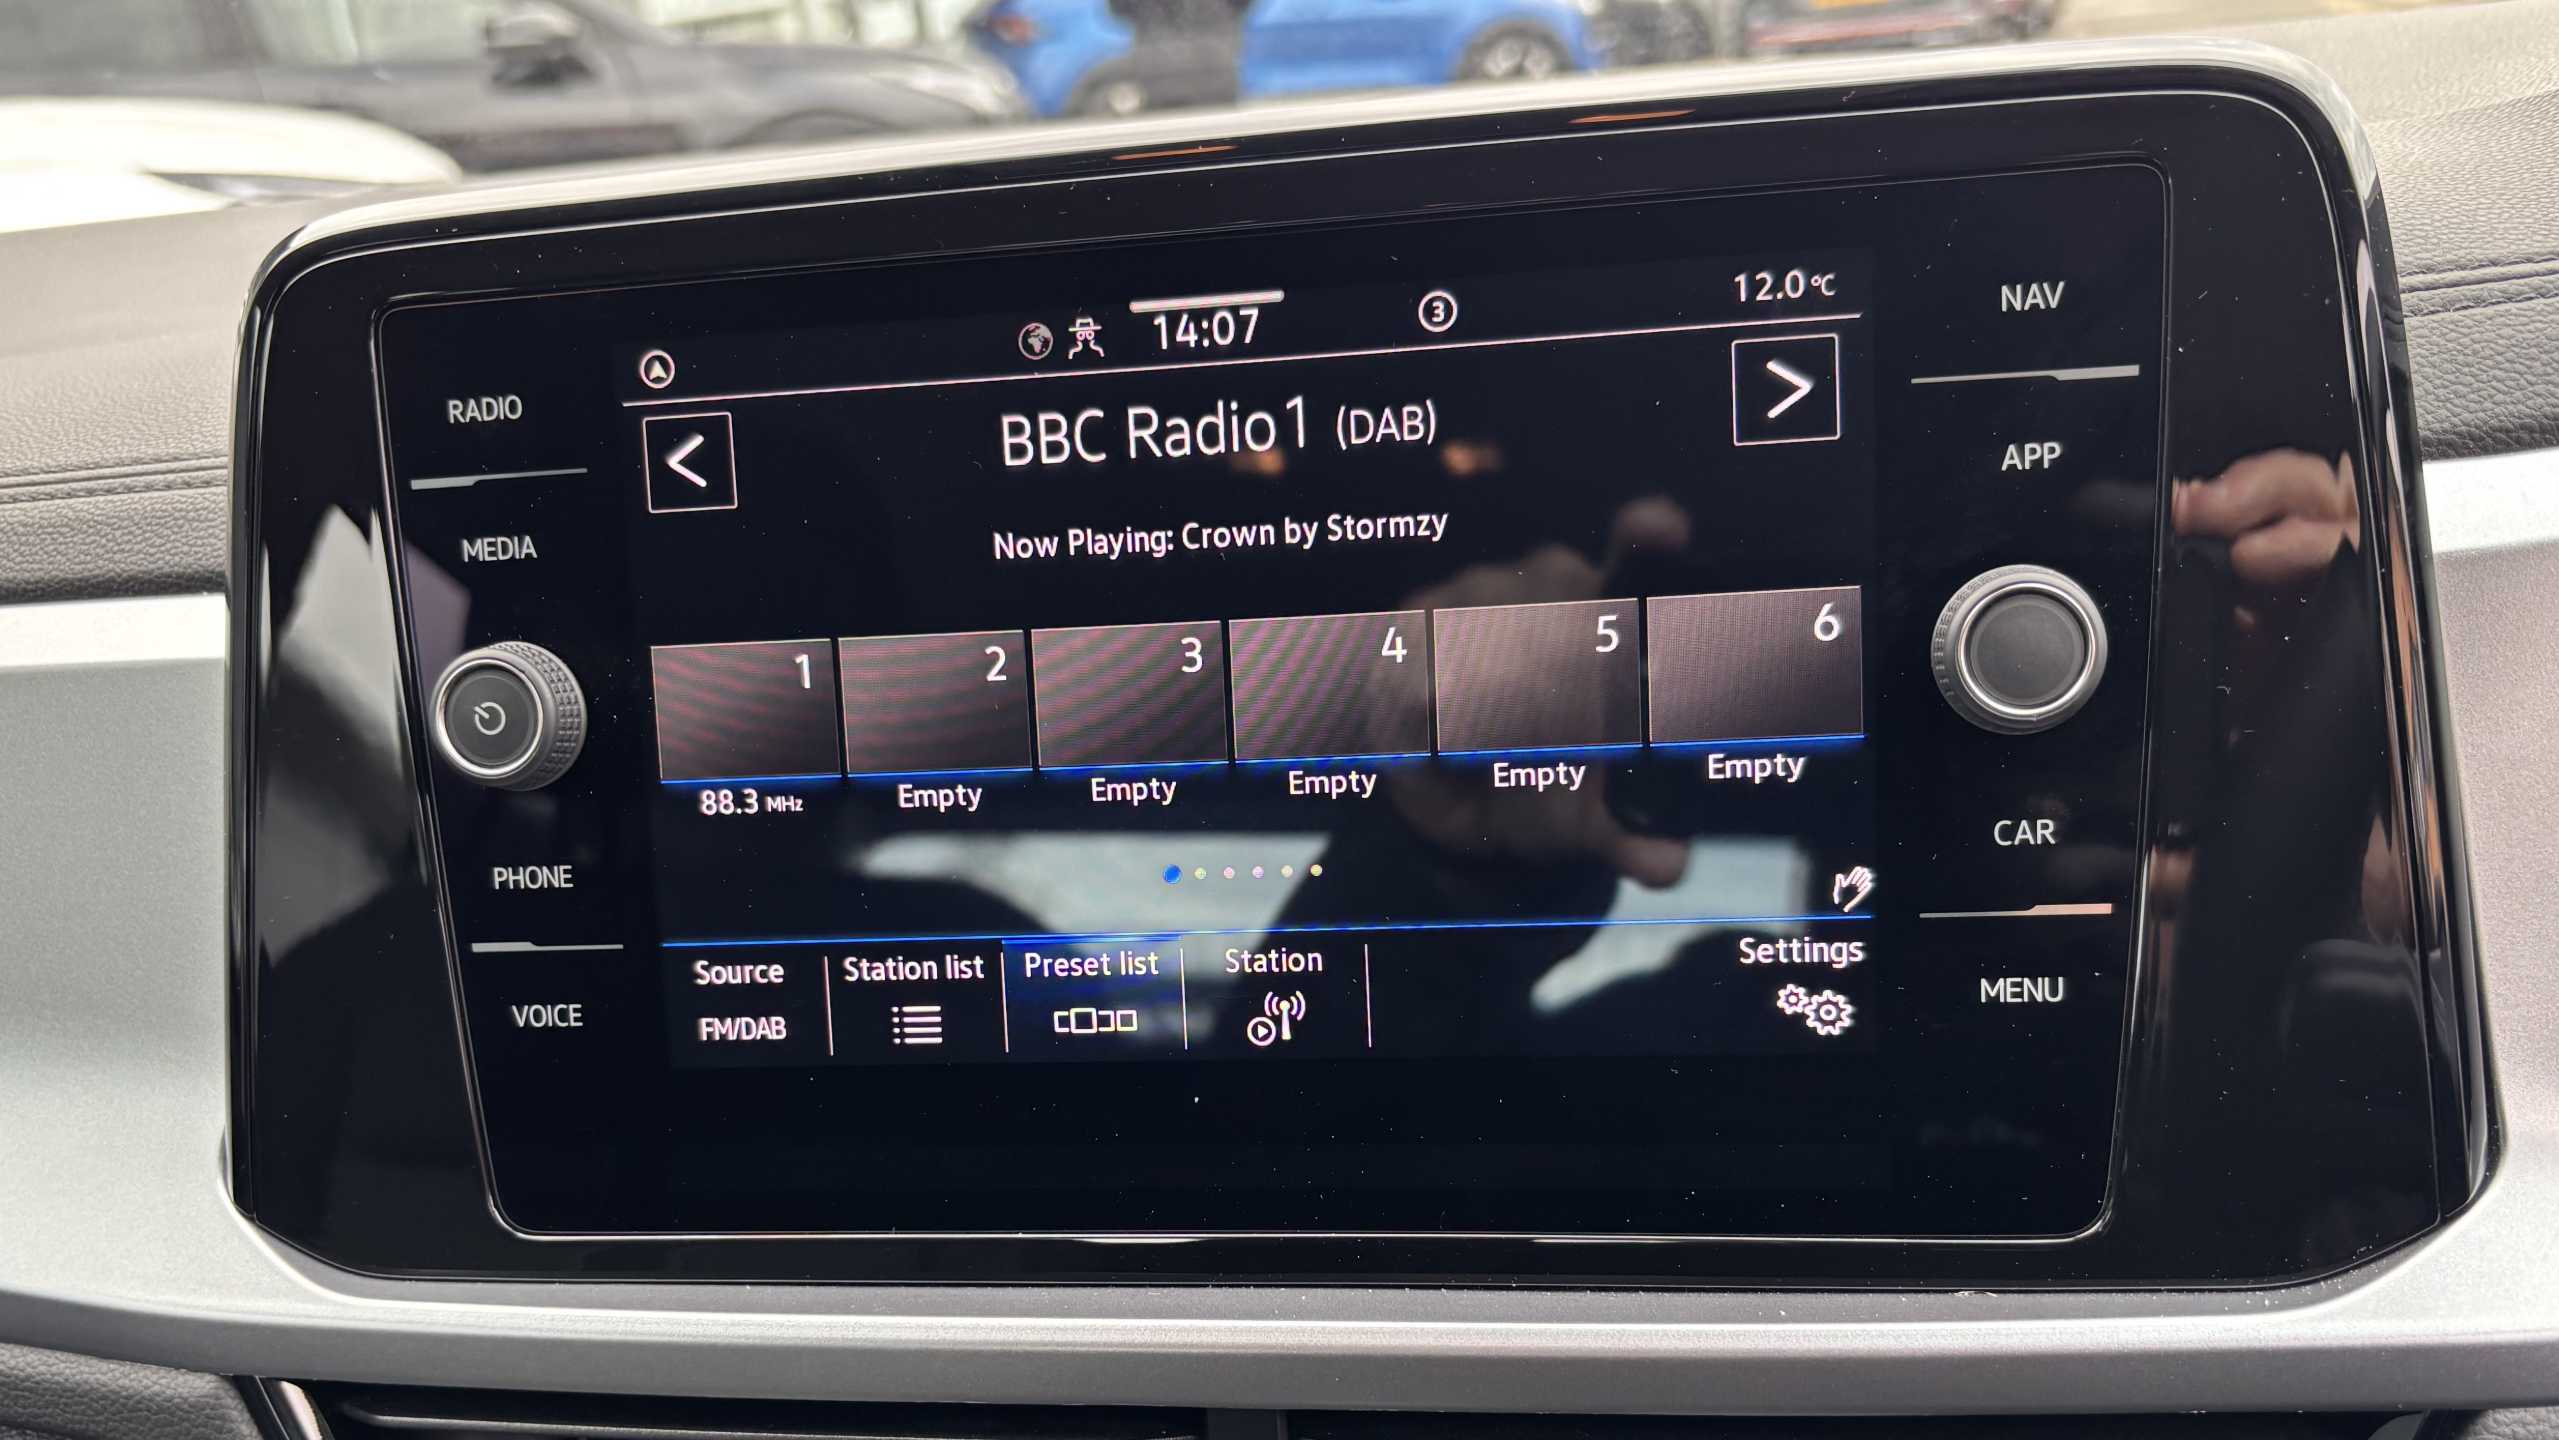 14:07
3
12.0 °C
BBC Radio 1 (DAB)
Now Playing: Crown by Stormzy
1 2 3 4 5 6
88.3 MHz Empty Empty Empty Empty Empty
Source Station list Preset list Station Settings
FM/DAB
RADIO
MEDIA
PHONE
VOICE
NAV
APP
CAR
MENU